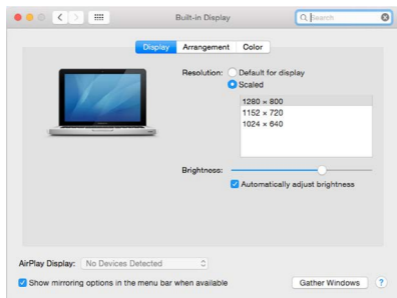 Built-in Display
Search
Display Arrangement Color
Resolution: Default for display
Scaled
1280 × 800
1152 × 720
1024 × 640
Brightness:
Automatically adjust brightness
AirPlay Display: No Devices Detected
Show mirroring options in the menu bar when available
Gather Windows ?